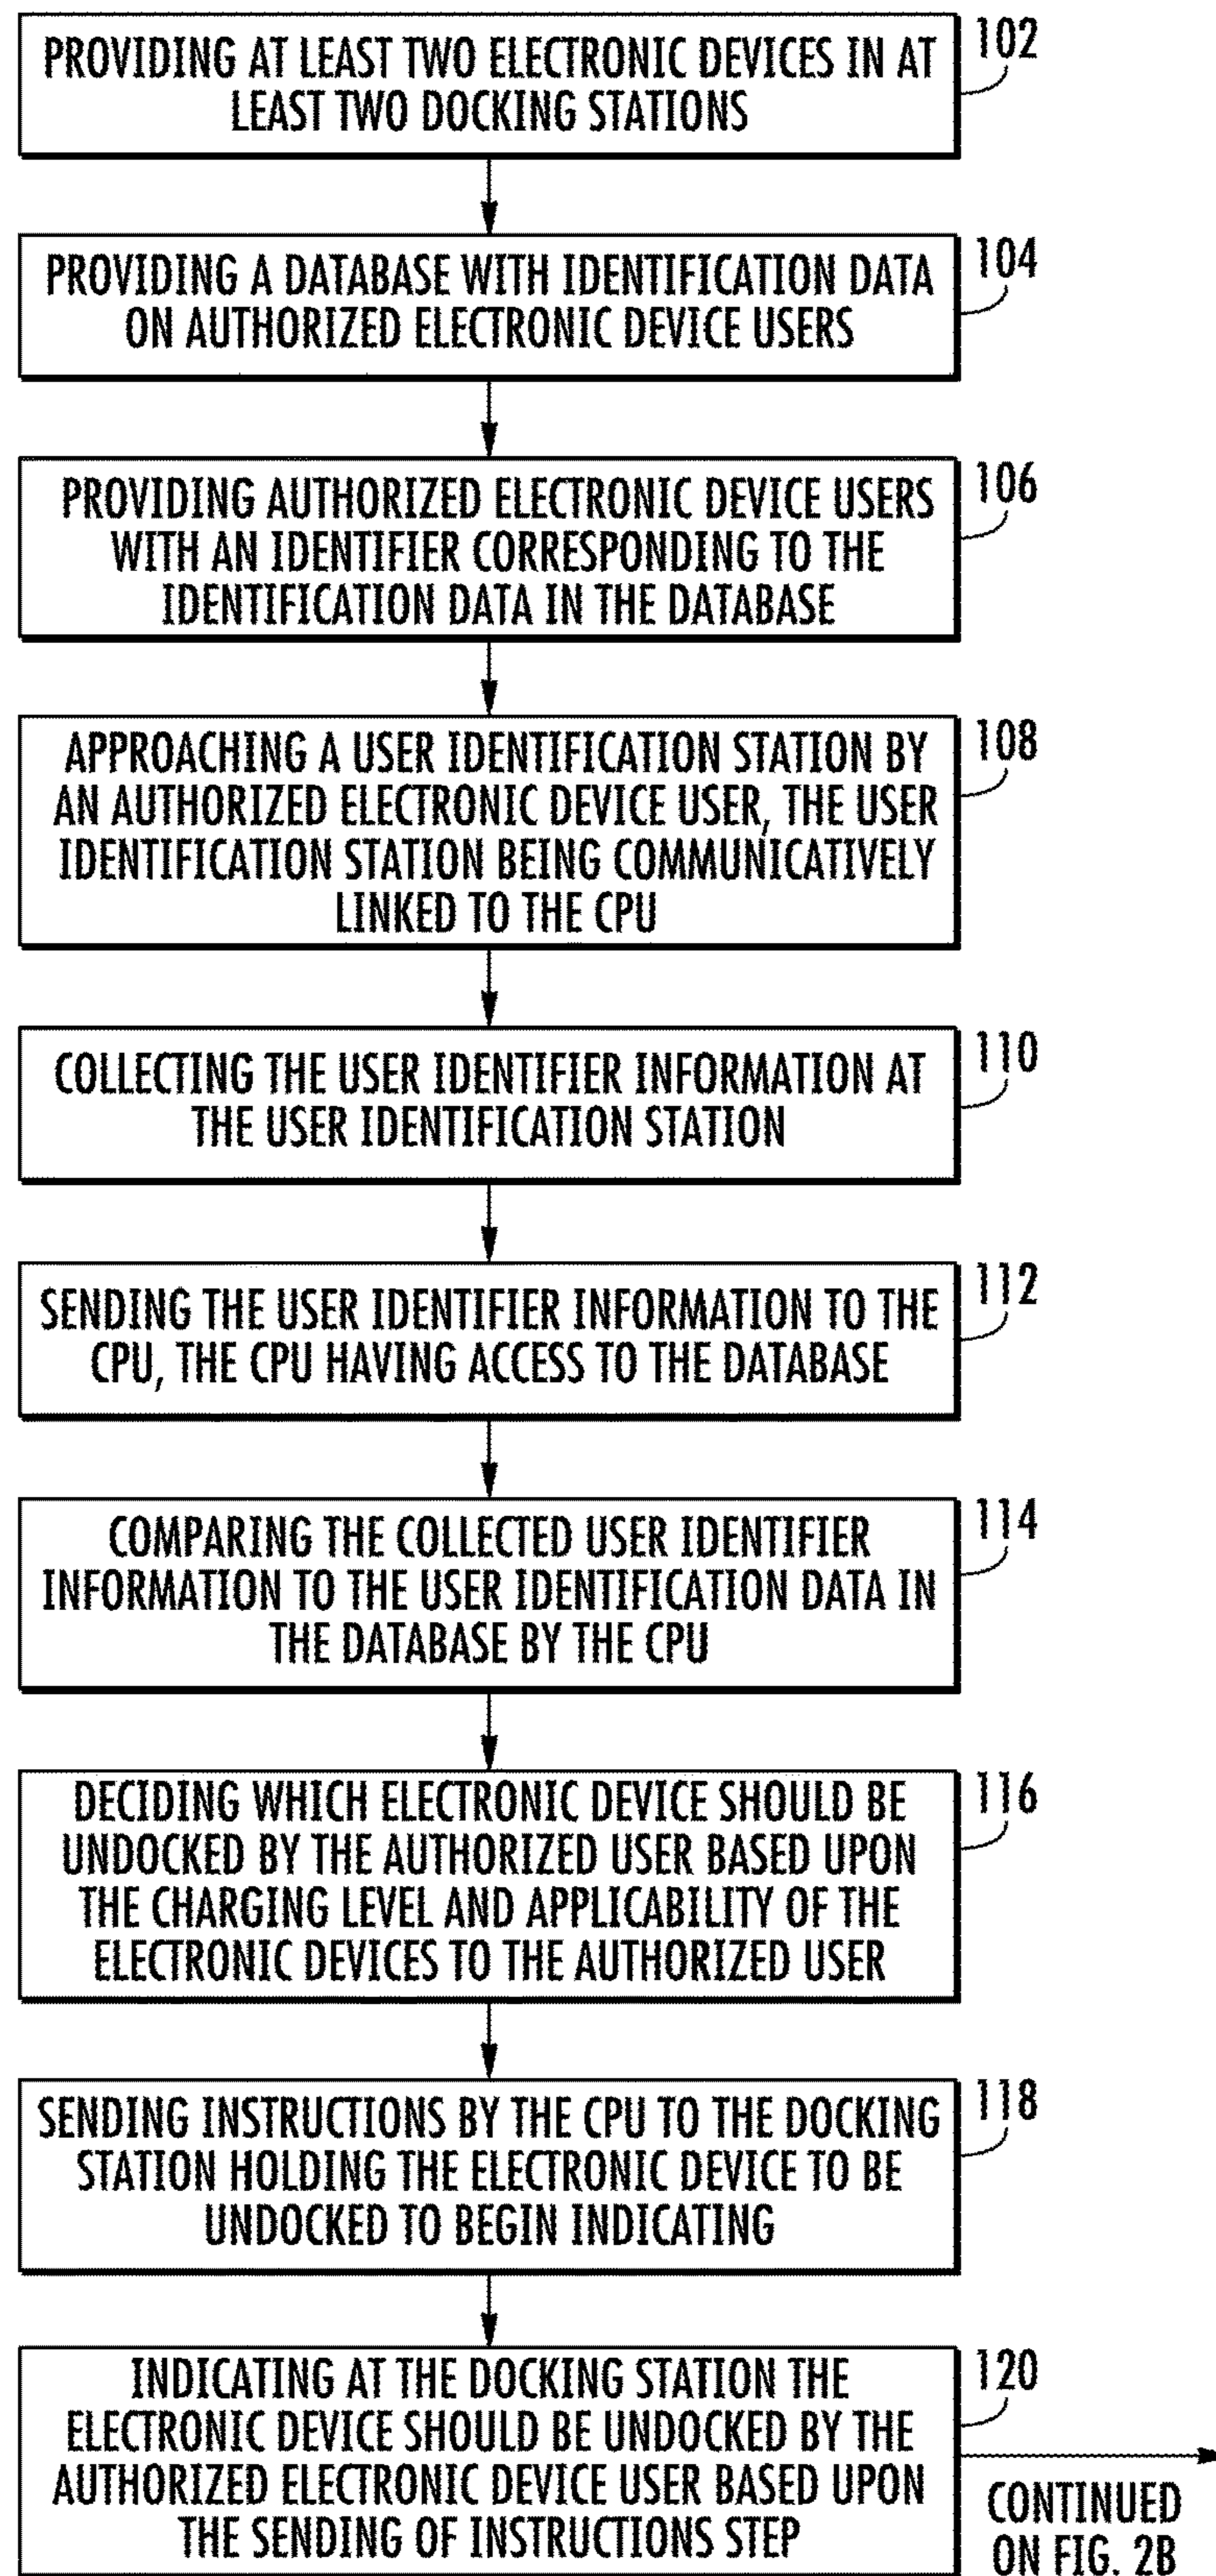 PROVIDING AT LEAST TWO ELECTRONIC DEVICES IN AT
LEAST TWO DOCKING STATIONS
102
PROVIDING A DATABASE WITH IDENTIFICATION DATA
ON AUTHORIZED ELECTRONIC DEVICE USERS
104
PROVIDING AUTHORIZED ELECTRONIC DEVICE USERS
WITH AN IDENTIFIER CORRESPONDING TO THE
IDENTIFICATION DATA IN THE DATABASE
106
APPROACHING A USER IDENTIFICATION STATION BY
AN AUTHORIZED ELECTRONIC DEVICE USER, THE USER
IDENTIFICATION STATION BEING COMMUNICATIVELY
LINKED TO THE CPU
108
COLLECTING THE USER IDENTIFIER INFORMATION AT
THE USER IDENTIFICATION STATION
110
SENDING THE USER IDENTIFIER INFORMATION TO THE
CPU, THE CPU HAVING ACCESS TO THE DATABASE
112
COMPARING THE COLLECTED USER IDENTIFIER
INFORMATION TO THE USER IDENTIFICATION DATA IN
THE DATABASE BY THE CPU
114
DECIDING WHICH ELECTRONIC DEVICE SHOULD BE
UNDOCKED BY THE AUTHORIZED USER BASED UPON
THE CHARGING LEVEL AND APPLICABILITY OF THE
ELECTRONIC DEVICES TO THE AUTHORIZED USER
116
SENDING INSTRUCTIONS BY THE CPU TO THE DOCKING
STATION HOLDING THE ELECTRONIC DEVICE TO BE
UNDOCKED TO BEGIN INDICATING
118
INDICATING AT THE DOCKING STATION THE
ELECTRONIC DEVICE SHOULD BE UNDOCKED BY THE
AUTHORIZED ELECTRONIC DEVICE USER BASED UPON
THE SENDING OF INSTRUCTIONS STEP
120
CONTINUED
ON FIG. 2B